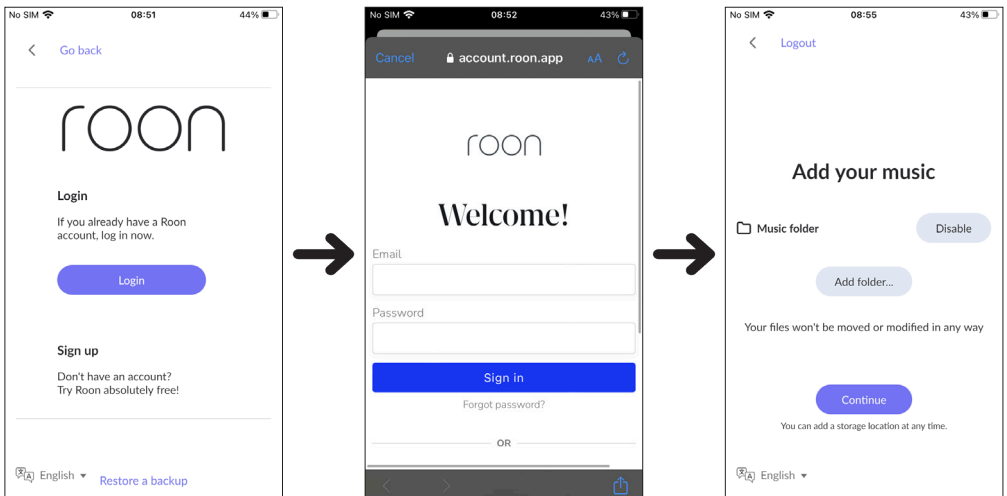 No SIM 08:51 44%
Go back
roon
Login
If you already have a Roon
account, log in now.
Login
Sign up
Don't have an account?
Try Roon absolutely free!
English
Restore a backup
No SIM 08:52 43%
Cancel account.roon.app AA
roon
Welcome!
Email
Password
Sign in
Forgot password?
OR
No SIM 08:55 43%
Logout
Add your music
Music folder Disable
Add folder...
Your files won't be moved or modified in any way
Continue
You can add a storage location at any time.
English